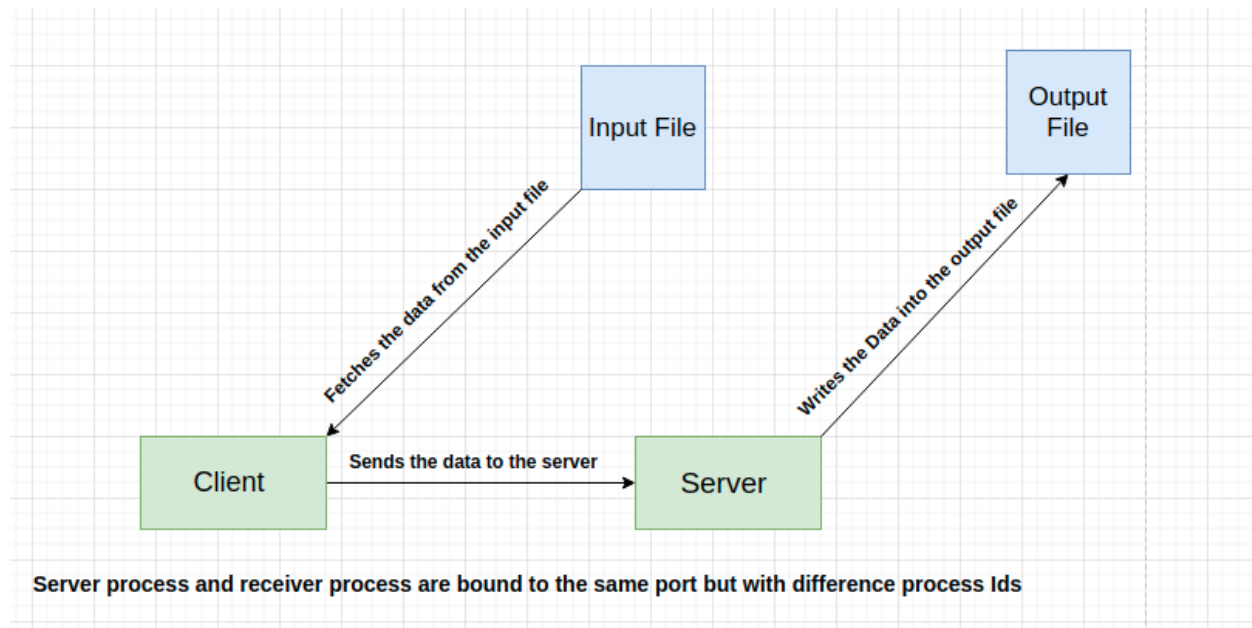 Input File
Output
File
Fetches the data from the input file
Writes the Data into the output file
Client
Sends the data to the server
Server
Server process and receiver process are bound to the same port but with difference process Ids